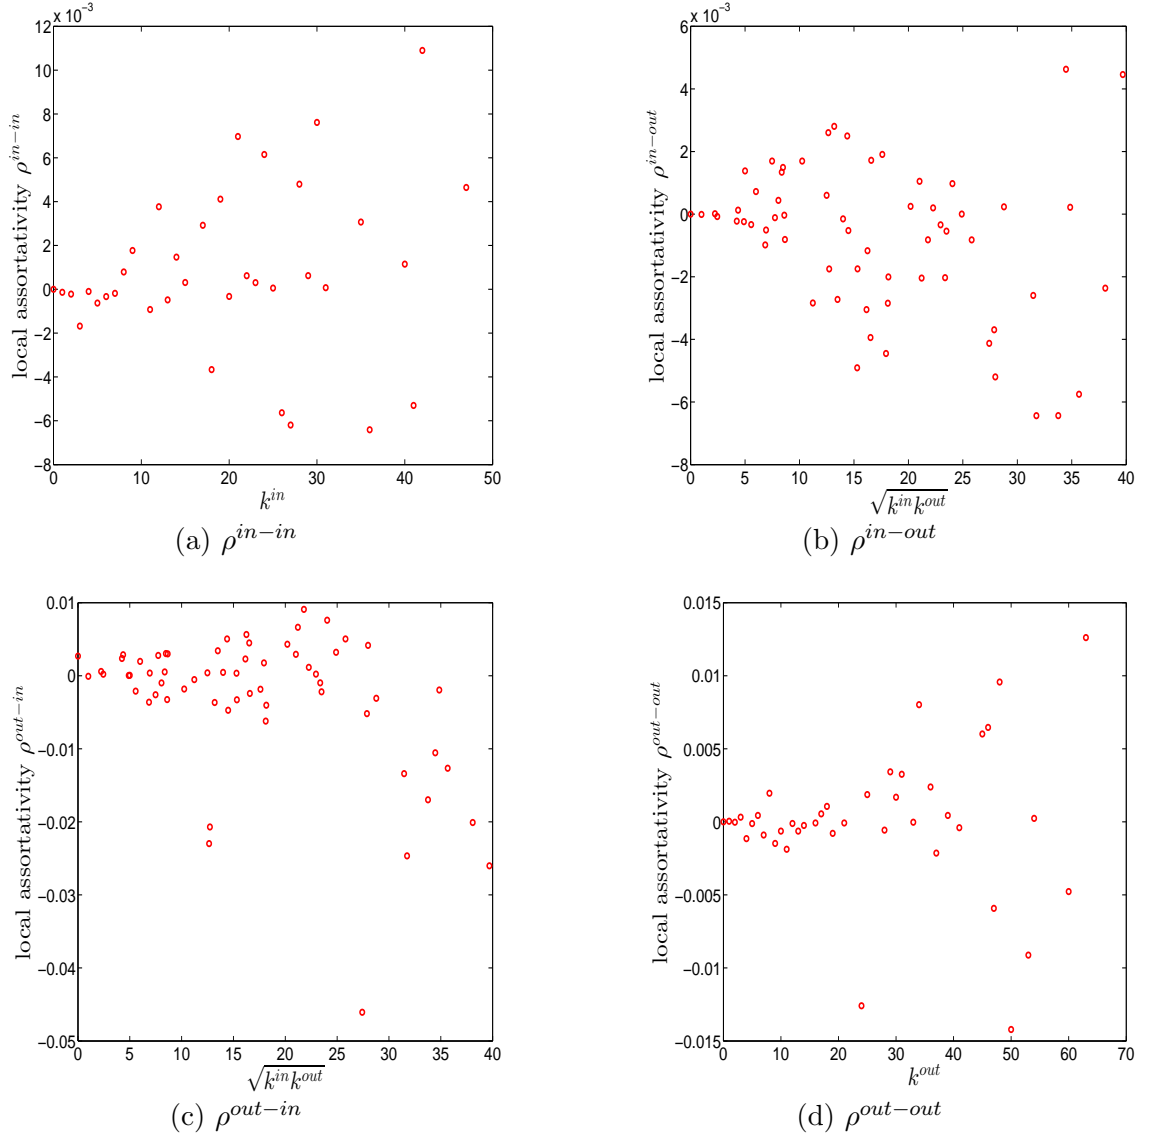 x 10⁻³
12
10
8
6
4
2
0
−2
−4
−6
−8
0 10 20 30 40 50
local assortativity ρ^{in−in}
k^{in}
(a) ρ^{in−in}
x 10⁻³
6
4
2
0
−2
−4
−6
−8
0 5 10 15 20 25 30 35 40
local assortativity ρ^{in−out}
√(k^{in}k^{out})
(b) ρ^{in−out}
0.01
0
−0.01
−0.02
−0.03
−0.04
−0.05
0 5 10 15 20 25 30 35 40
local assortativity ρ^{out−in}
√(k^{in}k^{out})
(c) ρ^{out−in}
0.015
0.01
0.005
0
−0.005
−0.01
−0.015
0 10 20 30 40 50 60 70
local assortativity ρ^{out−out}
k^{out}
(d) ρ^{out−out}